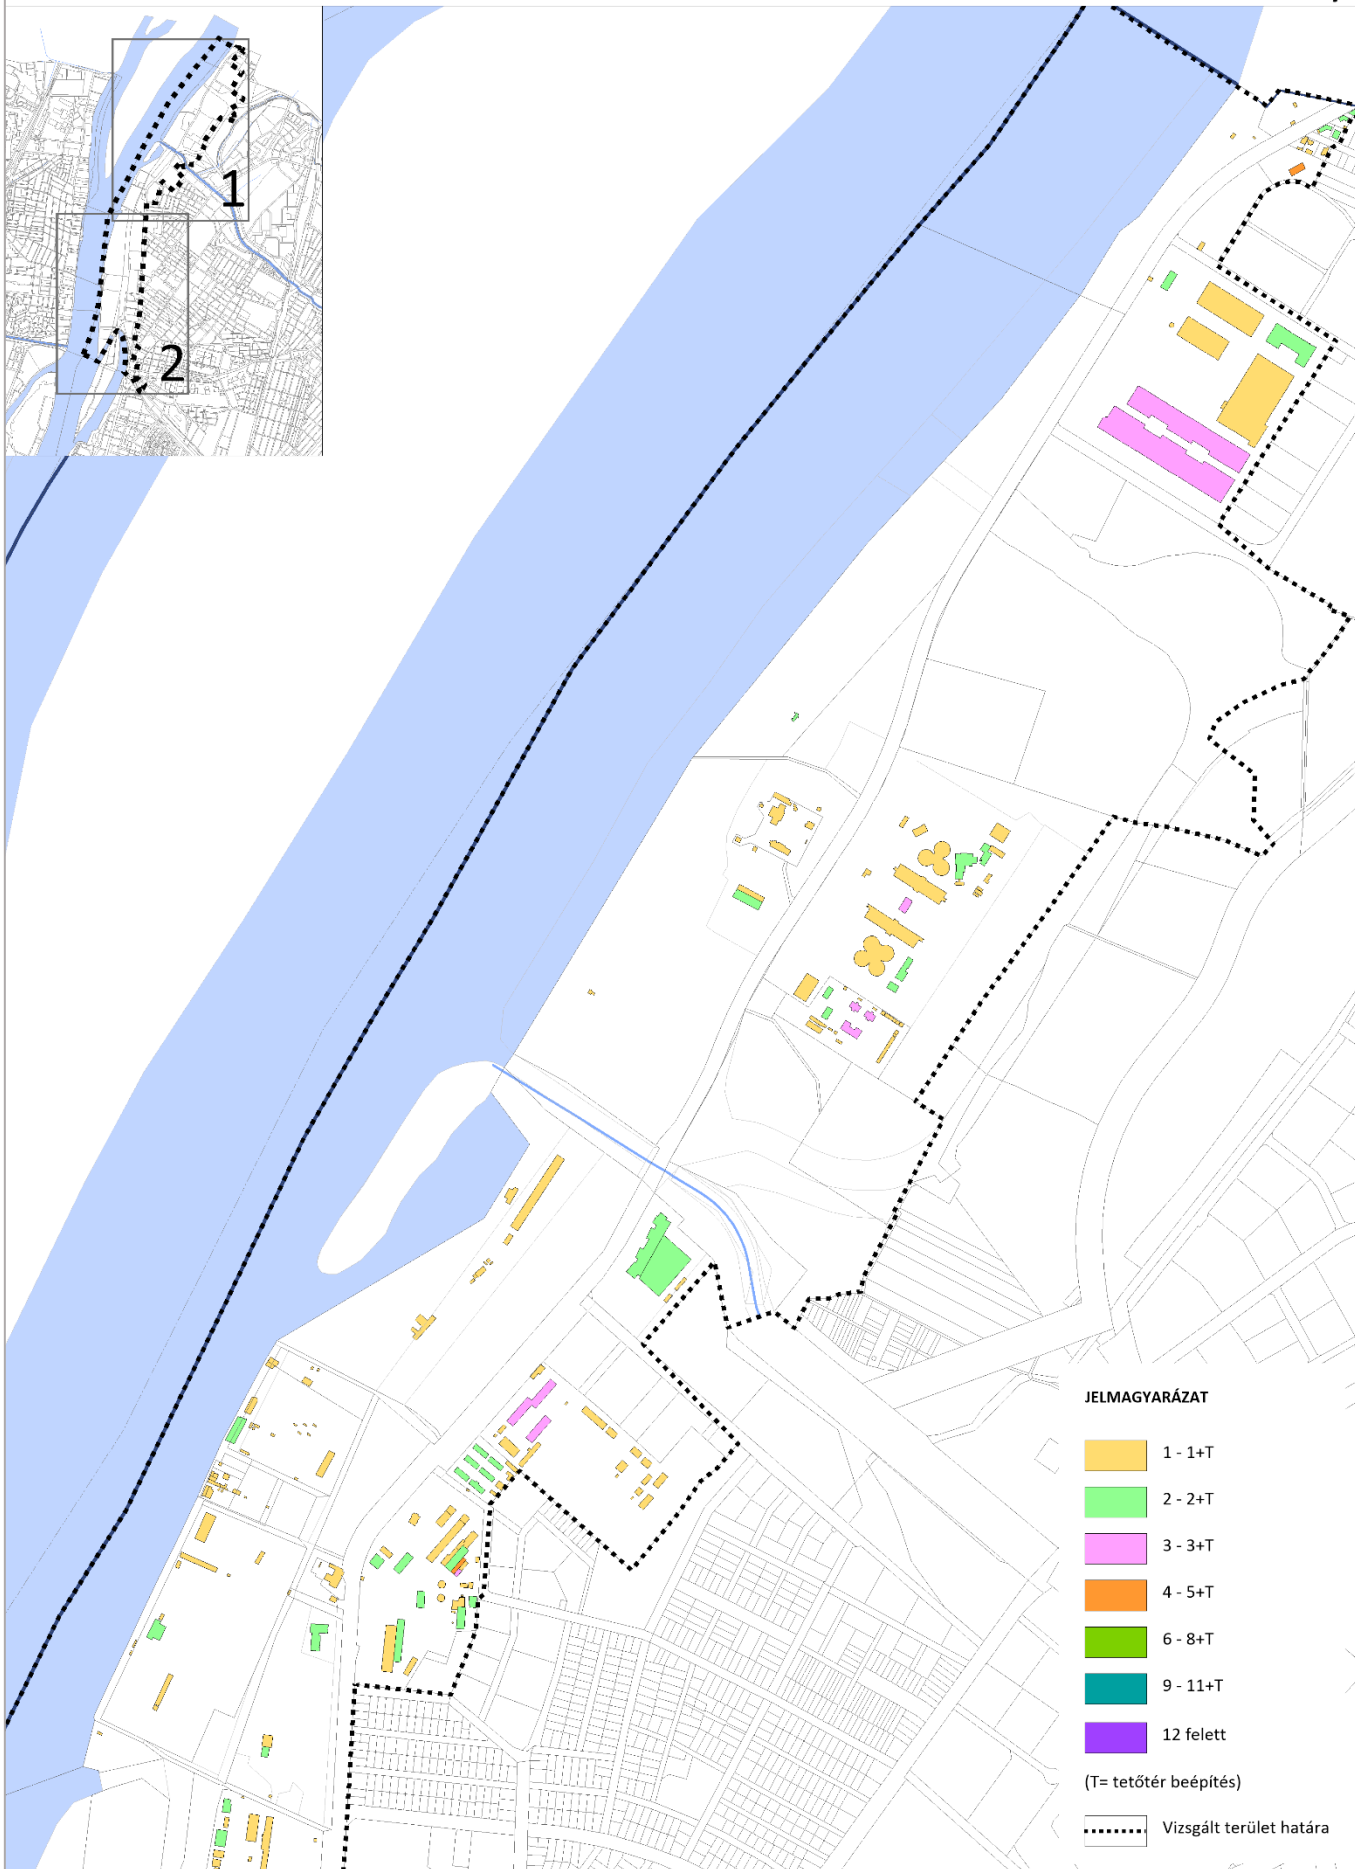 1
2
JELMAGYARÁZAT
1 - 1+T
2 - 2+T
3 - 3+T
4 - 5+T
6 - 8+T
9 - 11+T
12 felett
(T= tetőtér beépítés)
Vizsgált terület határa